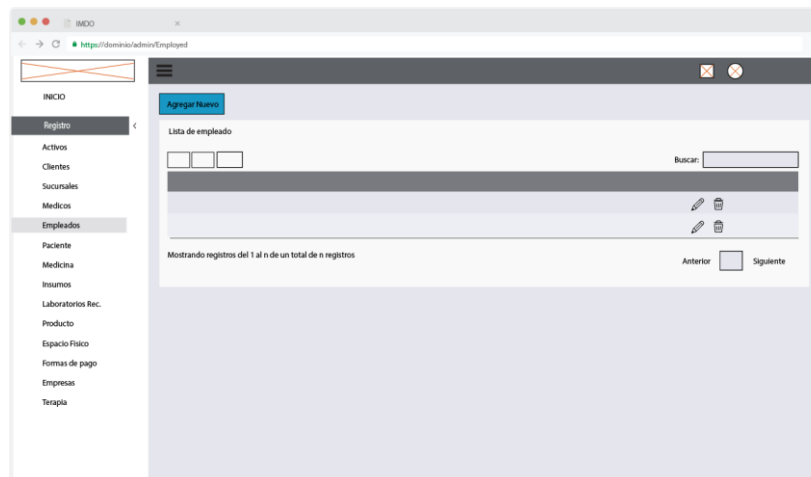 IMDO
https://dominio/admin/Employed
INICIO
Registro
Activos
Clientes
Sucursales
Medicos
Empleados
Paciente
Medicina
Insumos
Laboratorios Rec.
Producto
Espacio Fisico
Formas de pago
Empresas
Terapia
Agregar Nuevo
Lista de empleado
Buscar:
Mostrando registros del 1 al n de un total de n registros
Anterior Siguiente